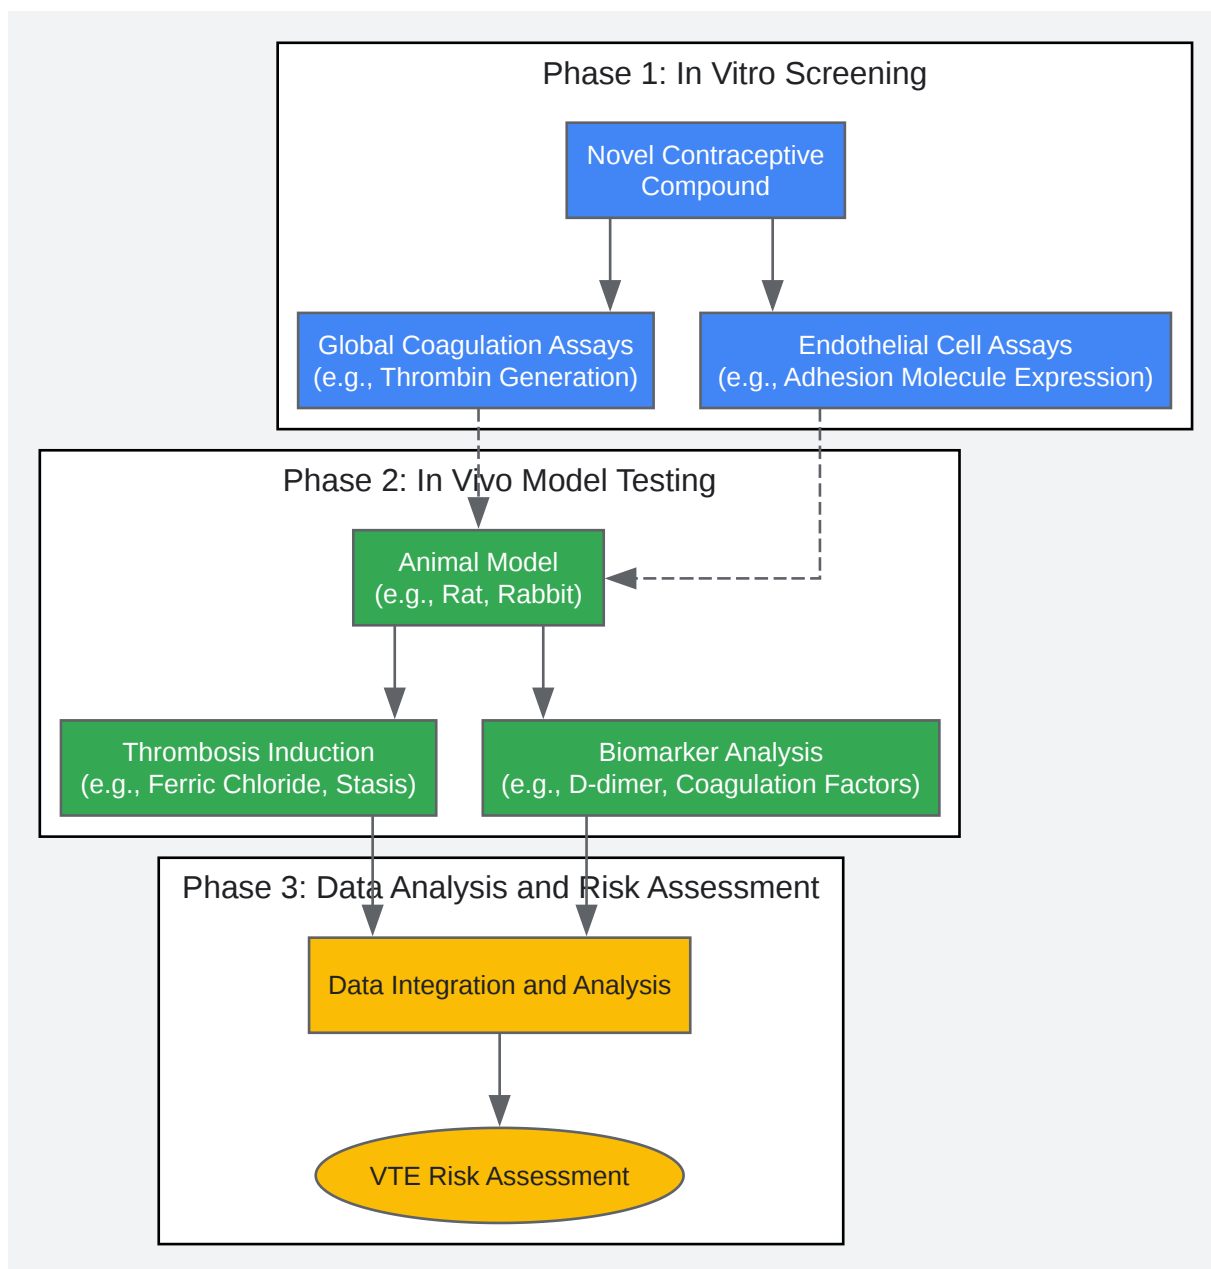 Phase 1: In Vitro Screening
Novel Contraceptive
Compound
Global Coagulation Assays
(e.g., Thrombin Generation)
Endothelial Cell Assays
(e.g., Adhesion Molecule Expression)
Phase 2: In Vivo Model Testing
Animal Model
(e.g., Rat, Rabbit)
Thrombosis Induction
(e.g., Ferric Chloride, Stasis)
Biomarker Analysis
(e.g., D-dimer, Coagulation Factors)
Phase 3: Data Analysis and Risk Assessment
Data Integration and Analysis
VTE Risk Assessment